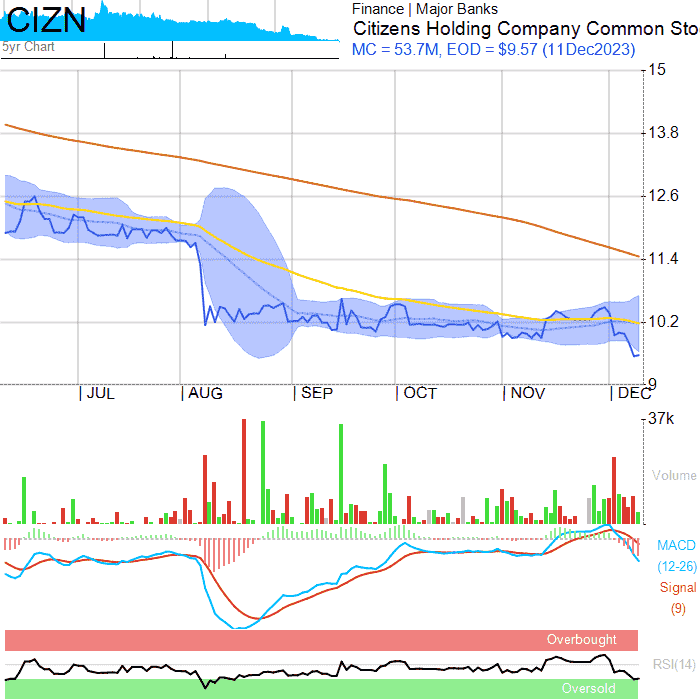 CIZN
5yr Chart
Finance | Major Banks
Citizens Holding Company Common Sto
MC = 53.7M, EOD = $9.57 (11Dec2023)
15
13.8
12.6
11.4
10.2
9
JUL AUG SEP OCT NOV DEC
37k
Volume
MACD
(12-26)
Signal
(9)
Overbought
RSI(14)
Oversold